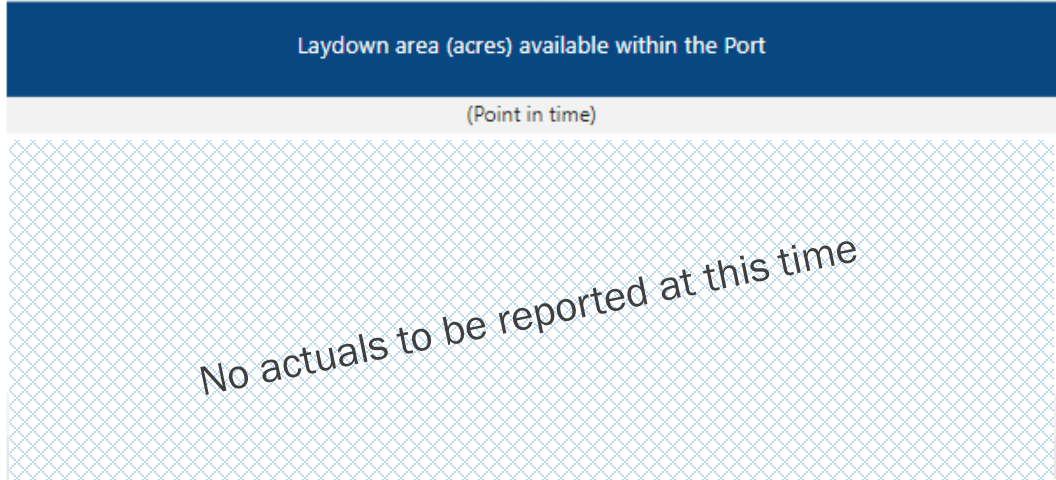 Laydown area (acres) available within the Port
(Point in time)
No actuals to be reported at this time